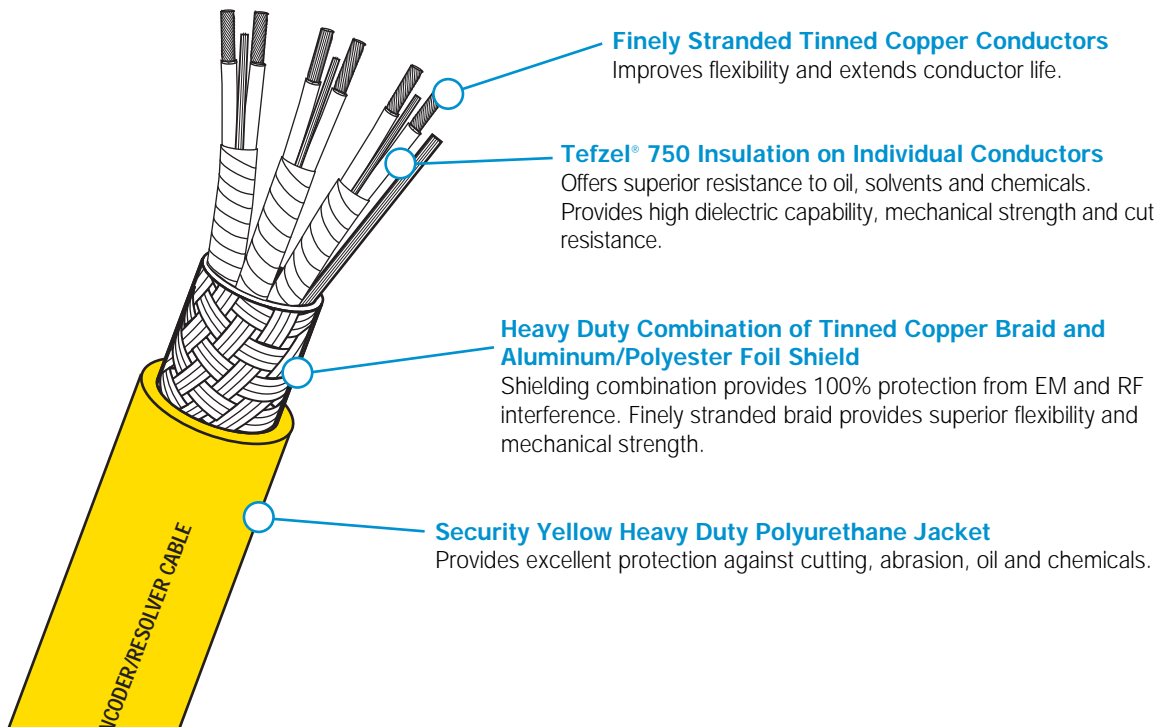 Finely Stranded Tinned Copper Conductors
Improves flexibility and extends conductor life.
Tefzel® 750 Insulation on Individual Conductors
Offers superior resistance to oil, solvents and chemicals.
Provides high dielectric capability, mechanical strength and cut
resistance.
Heavy Duty Combination of Tinned Copper Braid and
Aluminum/Polyester Foil Shield
Shielding combination provides 100% protection from EM and RF
interference. Finely stranded braid provides superior flexibility and
mechanical strength.
Security Yellow Heavy Duty Polyurethane Jacket
Provides excellent protection against cutting, abrasion, oil and chemicals.
NCODER/RESOLVER CABLE